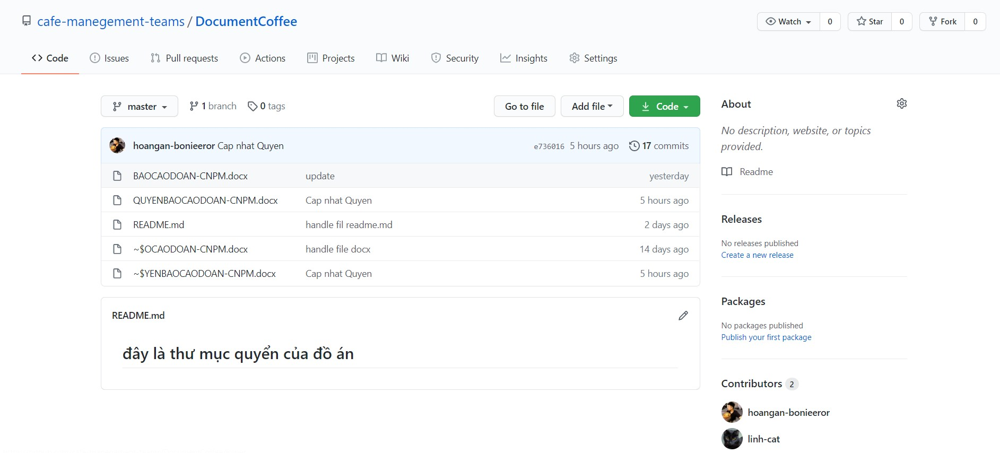 cafe-manegement-teams / DocumentCoffee
Watch 0 Star 0 Fork 0
Code Issues Pull requests Actions Projects Wiki Security Insights Settings
master 1 branch 0 tags Go to file Add file Code
hoangan-bonieeror Cap nhat Quyen e736016 5 hours ago 17 commits
BAOCAODOAN-CNPM.docx update yesterday
QUYENBAOCAODOAN-CNPM.docx Cap nhat Quyen 5 hours ago
README.md handle fil readme.md 2 days ago
~$OCAODOAN-CNPM.docx handle file docx 14 days ago
~$YENBAOCAODOAN-CNPM.docx Cap nhat Quyen 5 hours ago
README.md
đây là thư mục quyển của đồ án
About
No description, website, or topics
provided.
Readme
Releases
No releases published
Create a new release
Packages
No packages published
Publish your first package
Contributors 2
hoangan-bonieeror
linh-cat